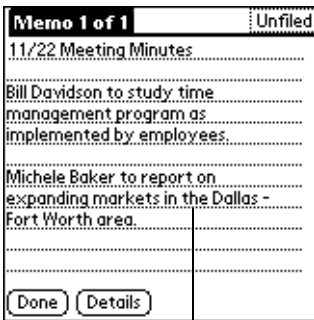 Memo 1 of 1 Unfiled
11/22 Meeting Minutes
Bill Davidson to study time
management program as
implemented by employees.
Michele Baker to report on
expanding markets in the Dallas -
Fort Worth area.
Done Details